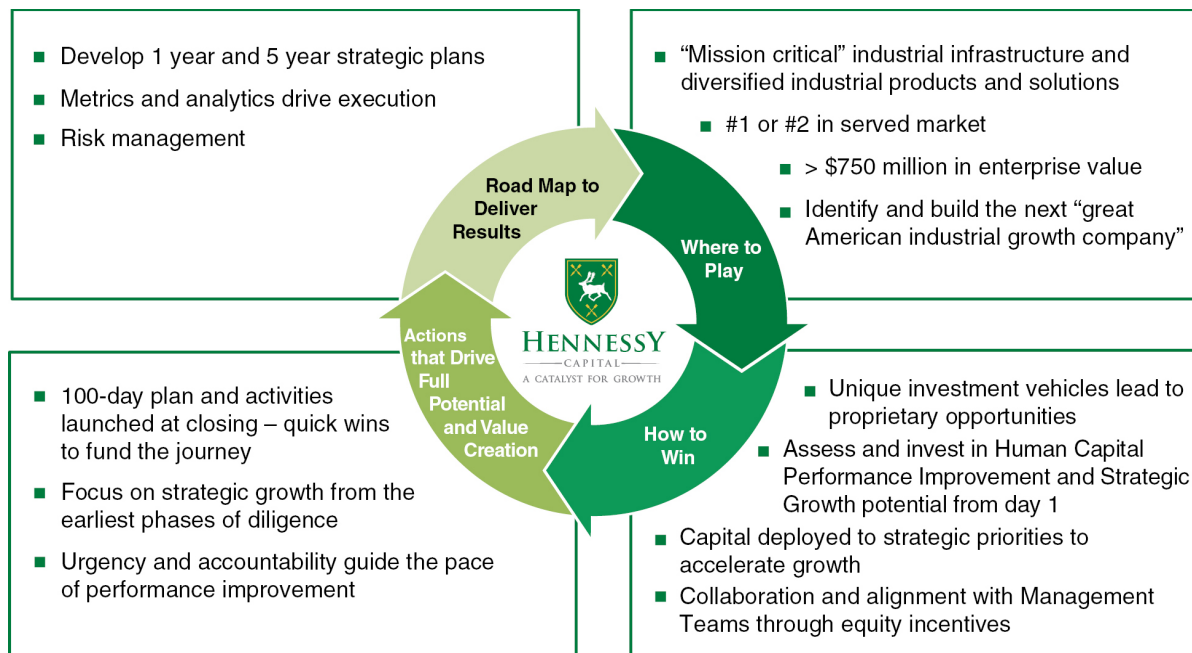 ■ Develop 1 year and 5 year strategic plans
■ Metrics and analytics drive execution
■ Risk management
■ “Mission critical” industrial infrastructure and
diversified industrial products and solutions
■ #1 or #2 in served market
■ > $750 million in enterprise value
■ Identify and build the next “great
American industrial growth company”
Road Map to
Deliver
Results
Where to
Play
HENNESSY
CAPITAL
A CATALYST FOR GROWTH
Actions
that Drive
Full
Potential
and Value
Creation
How to
Win
■ 100-day plan and activities
launched at closing – quick wins
to fund the journey
■ Focus on strategic growth from the
earliest phases of diligence
■ Urgency and accountability guide the pace
of performance improvement
■ Unique investment vehicles lead to
proprietary opportunities
■ Assess and invest in Human Capital
Performance Improvement and Strategic
Growth potential from day 1
■ Capital deployed to strategic priorities to
accelerate growth
■ Collaboration and alignment with Management
Teams through equity incentives